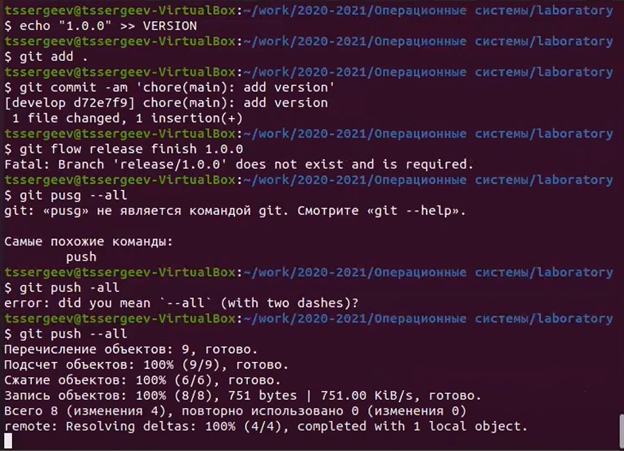 tssergeev@tssergeev-VirtualBox:~/work/2020-2021/Операционные системы/laboratory
$ echo "1.0.0" >> VERSION
tssergeev@tssergeev-VirtualBox:~/work/2020-2021/Операционные системы/laboratory
$ git add .
tssergeev@tssergeev-VirtualBox:~/work/2020-2021/Операционные системы/laboratory
$ git commit -am 'chore(main): add version'
[develop d72e7f9] chore(main): add version
 1 file changed, 1 insertion(+)
tssergeev@tssergeev-VirtualBox:~/work/2020-2021/Операционные системы/laboratory
$ git flow release finish 1.0.0
Fatal: Branch 'release/1.0.0' does not exist and is required.
tssergeev@tssergeev-VirtualBox:~/work/2020-2021/Операционные системы/laboratory
$ git pusg --all
git: «pusg» не является командой git. Смотрите «git --help».

Самые похожие команды:
        push
tssergeev@tssergeev-VirtualBox:~/work/2020-2021/Операционные системы/laboratory
$ git push -all
error: did you mean `--all` (with two dashes)?
tssergeev@tssergeev-VirtualBox:~/work/2020-2021/Операционные системы/laboratory
$ git push --all
Перечисление объектов: 9, готово.
Подсчет объектов: 100% (9/9), готово.
Сжатие объектов: 100% (6/6), готово.
Запись объектов: 100% (8/8), 751 bytes | 751.00 KiB/s, готово.
Всего 8 (изменения 4), повторно использовано 0 (изменения 0)
remote: Resolving deltas: 100% (4/4), completed with 1 local object.